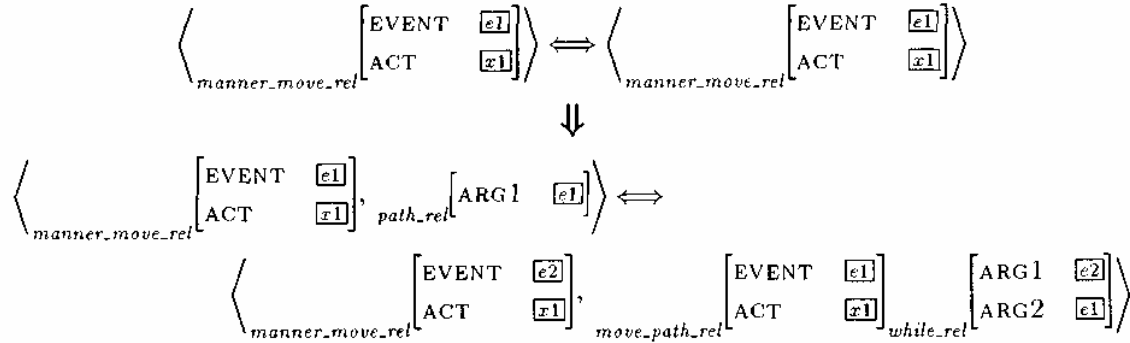 ⟨manner_move_rel[EVENT e1, ACT x1]⟩ ⟺ ⟨manner_move_rel[EVENT e1, ACT x1]⟩
⇓
⟨manner_move_rel[EVENT e1, ACT x1], path_rel[ARG1 e1]⟩ ⟺
⟨manner_move_rel[EVENT e2, ACT x1], move_path_rel[EVENT e1, ACT x1] while_rel[ARG1 e2, ARG2 e1]⟩